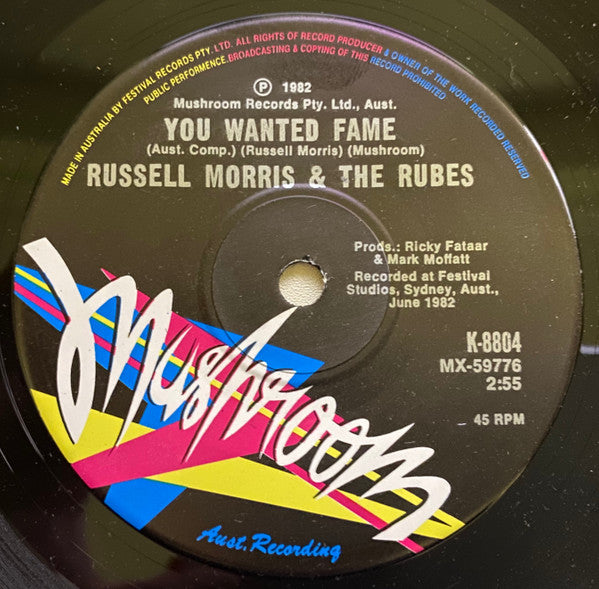 MADE IN AUSTRALIA BY FESTIVAL RECORDS PTY. LTD. ALL RIGHTS OF RECORD PRODUCER & OWNER OF THE WORK RECORDED RESERVED
PUBLIC PERFORMENCE.BROADCASTING & COPYING OF THIS RECORD PROHIBITED
℗ 1982
Mushroom Records Pty. Ltd., Aust.
YOU WANTED FAME
(Aust. Comp.) (Russell Morris) (Mushroom)
RUSSELL MORRIS & THE RUBES
Prods.: Ricky Fataar
& Mark Moffatt
Recorded at Festival
Studios, Sydney, Aust.,
June 1982
K-8804
MX-59776
2:55
45 RPM
Mushroom
Aust. Recording